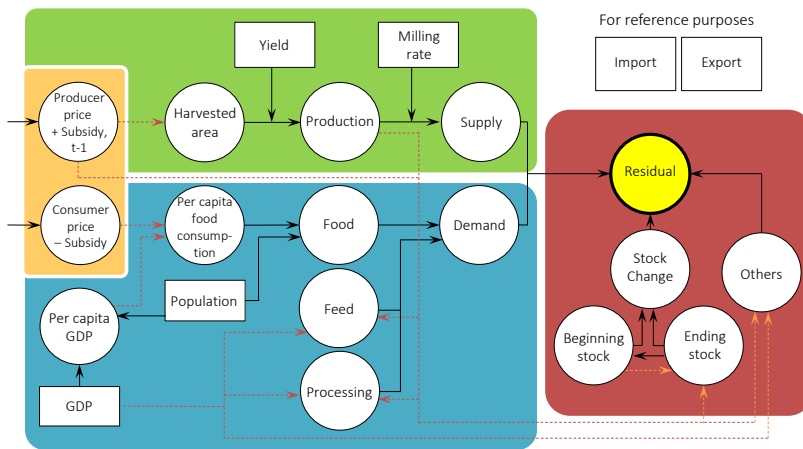 For reference purposes
Import
Export
Yield
Milling
rate
Producer
price
+ Subsidy,
t-1
Harvested
area
Production
Supply
Residual
Consumer
price
– Subsidy
Per capita
food
consump-
tion
Food
Demand
Stock
Change
Others
Population
Feed
Per capita
GDP
Beginning
stock
Ending
stock
Processing
GDP